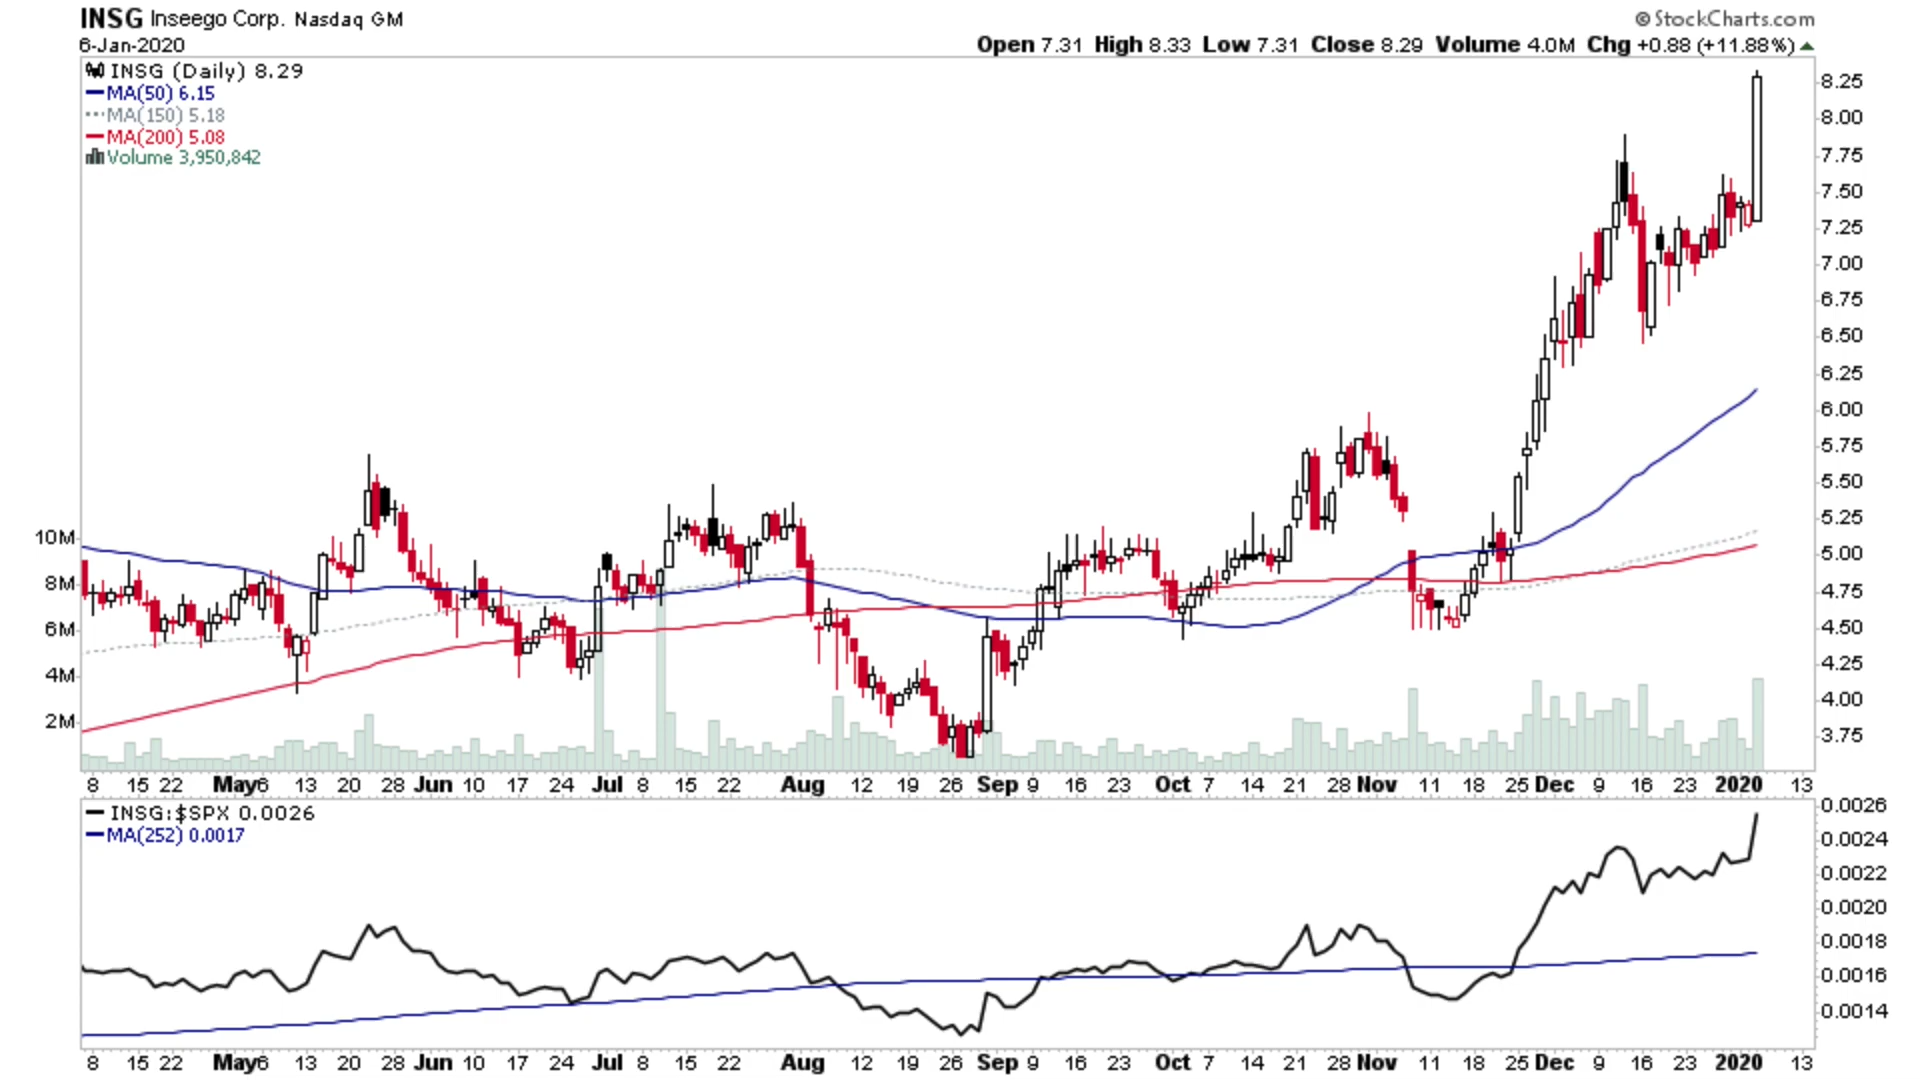 INSG Inseego Corp. Nasdaq GM
© StockCharts.com
6-Jan-2020
Open 7.31 High 8.33 Low 7.31 Close 8.29 Volume 4.0M Chg +0.88 (+11.88%)
INSG (Daily) 8.29
MA(50) 6.15
MA(150) 5.18
MA(200) 5.08
Volume 3,950,842
8.25
8.00
7.75
7.50
7.25
7.00
6.75
6.50
6.25
6.00
5.75
5.50
5.25
5.00
4.75
4.50
4.25
4.00
3.75
10M
8M
6M
4M
2M
8 15 22 May6 13 20 28 Jun 10 17 24 Jul 8 15 22 Aug 12 19 26 Sep 9 16 23 Oct 7 14 21 28 Nov 11 18 25 Dec 9 16 23 2020 13
INSG:$SPX 0.0026
MA(252) 0.0017
0.0026
0.0024
0.0022
0.0020
0.0018
0.0016
0.0014
8 15 22 May6 13 20 28 Jun 10 17 24 Jul 8 15 22 Aug 12 19 26 Sep 9 16 23 Oct 7 14 21 28 Nov 11 18 25 Dec 9 16 23 2020 13